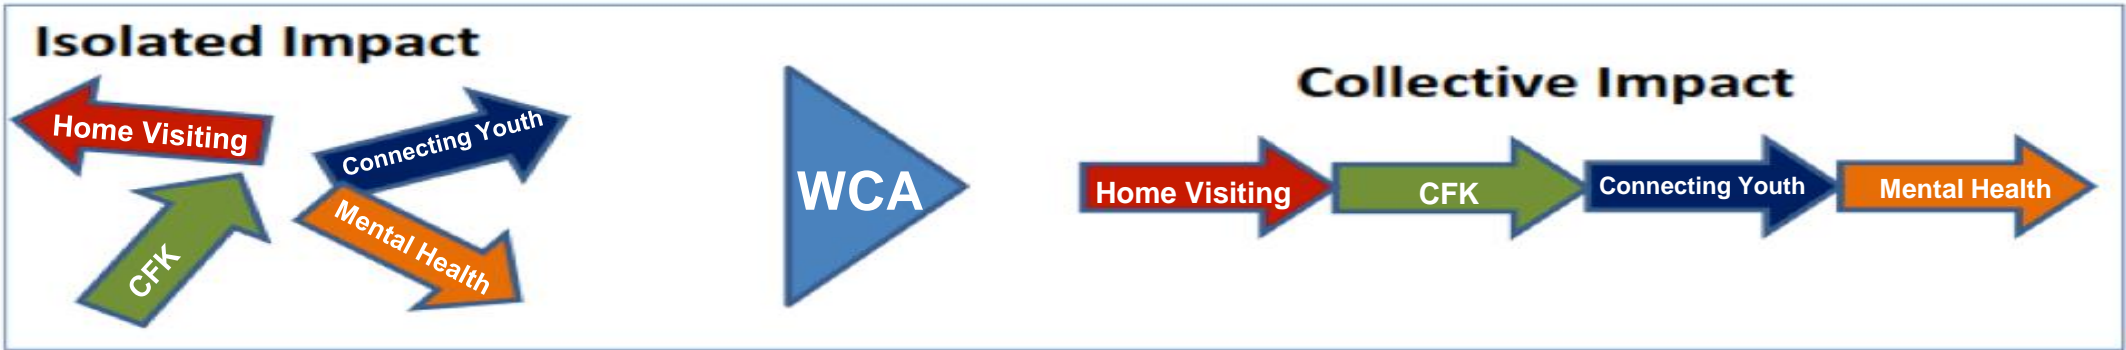 Isolated Impact
Home Visiting
Connecting Youth
CFK
Mental Health
WCA
Collective Impact
Home Visiting
CFK
Connecting Youth
Mental Health